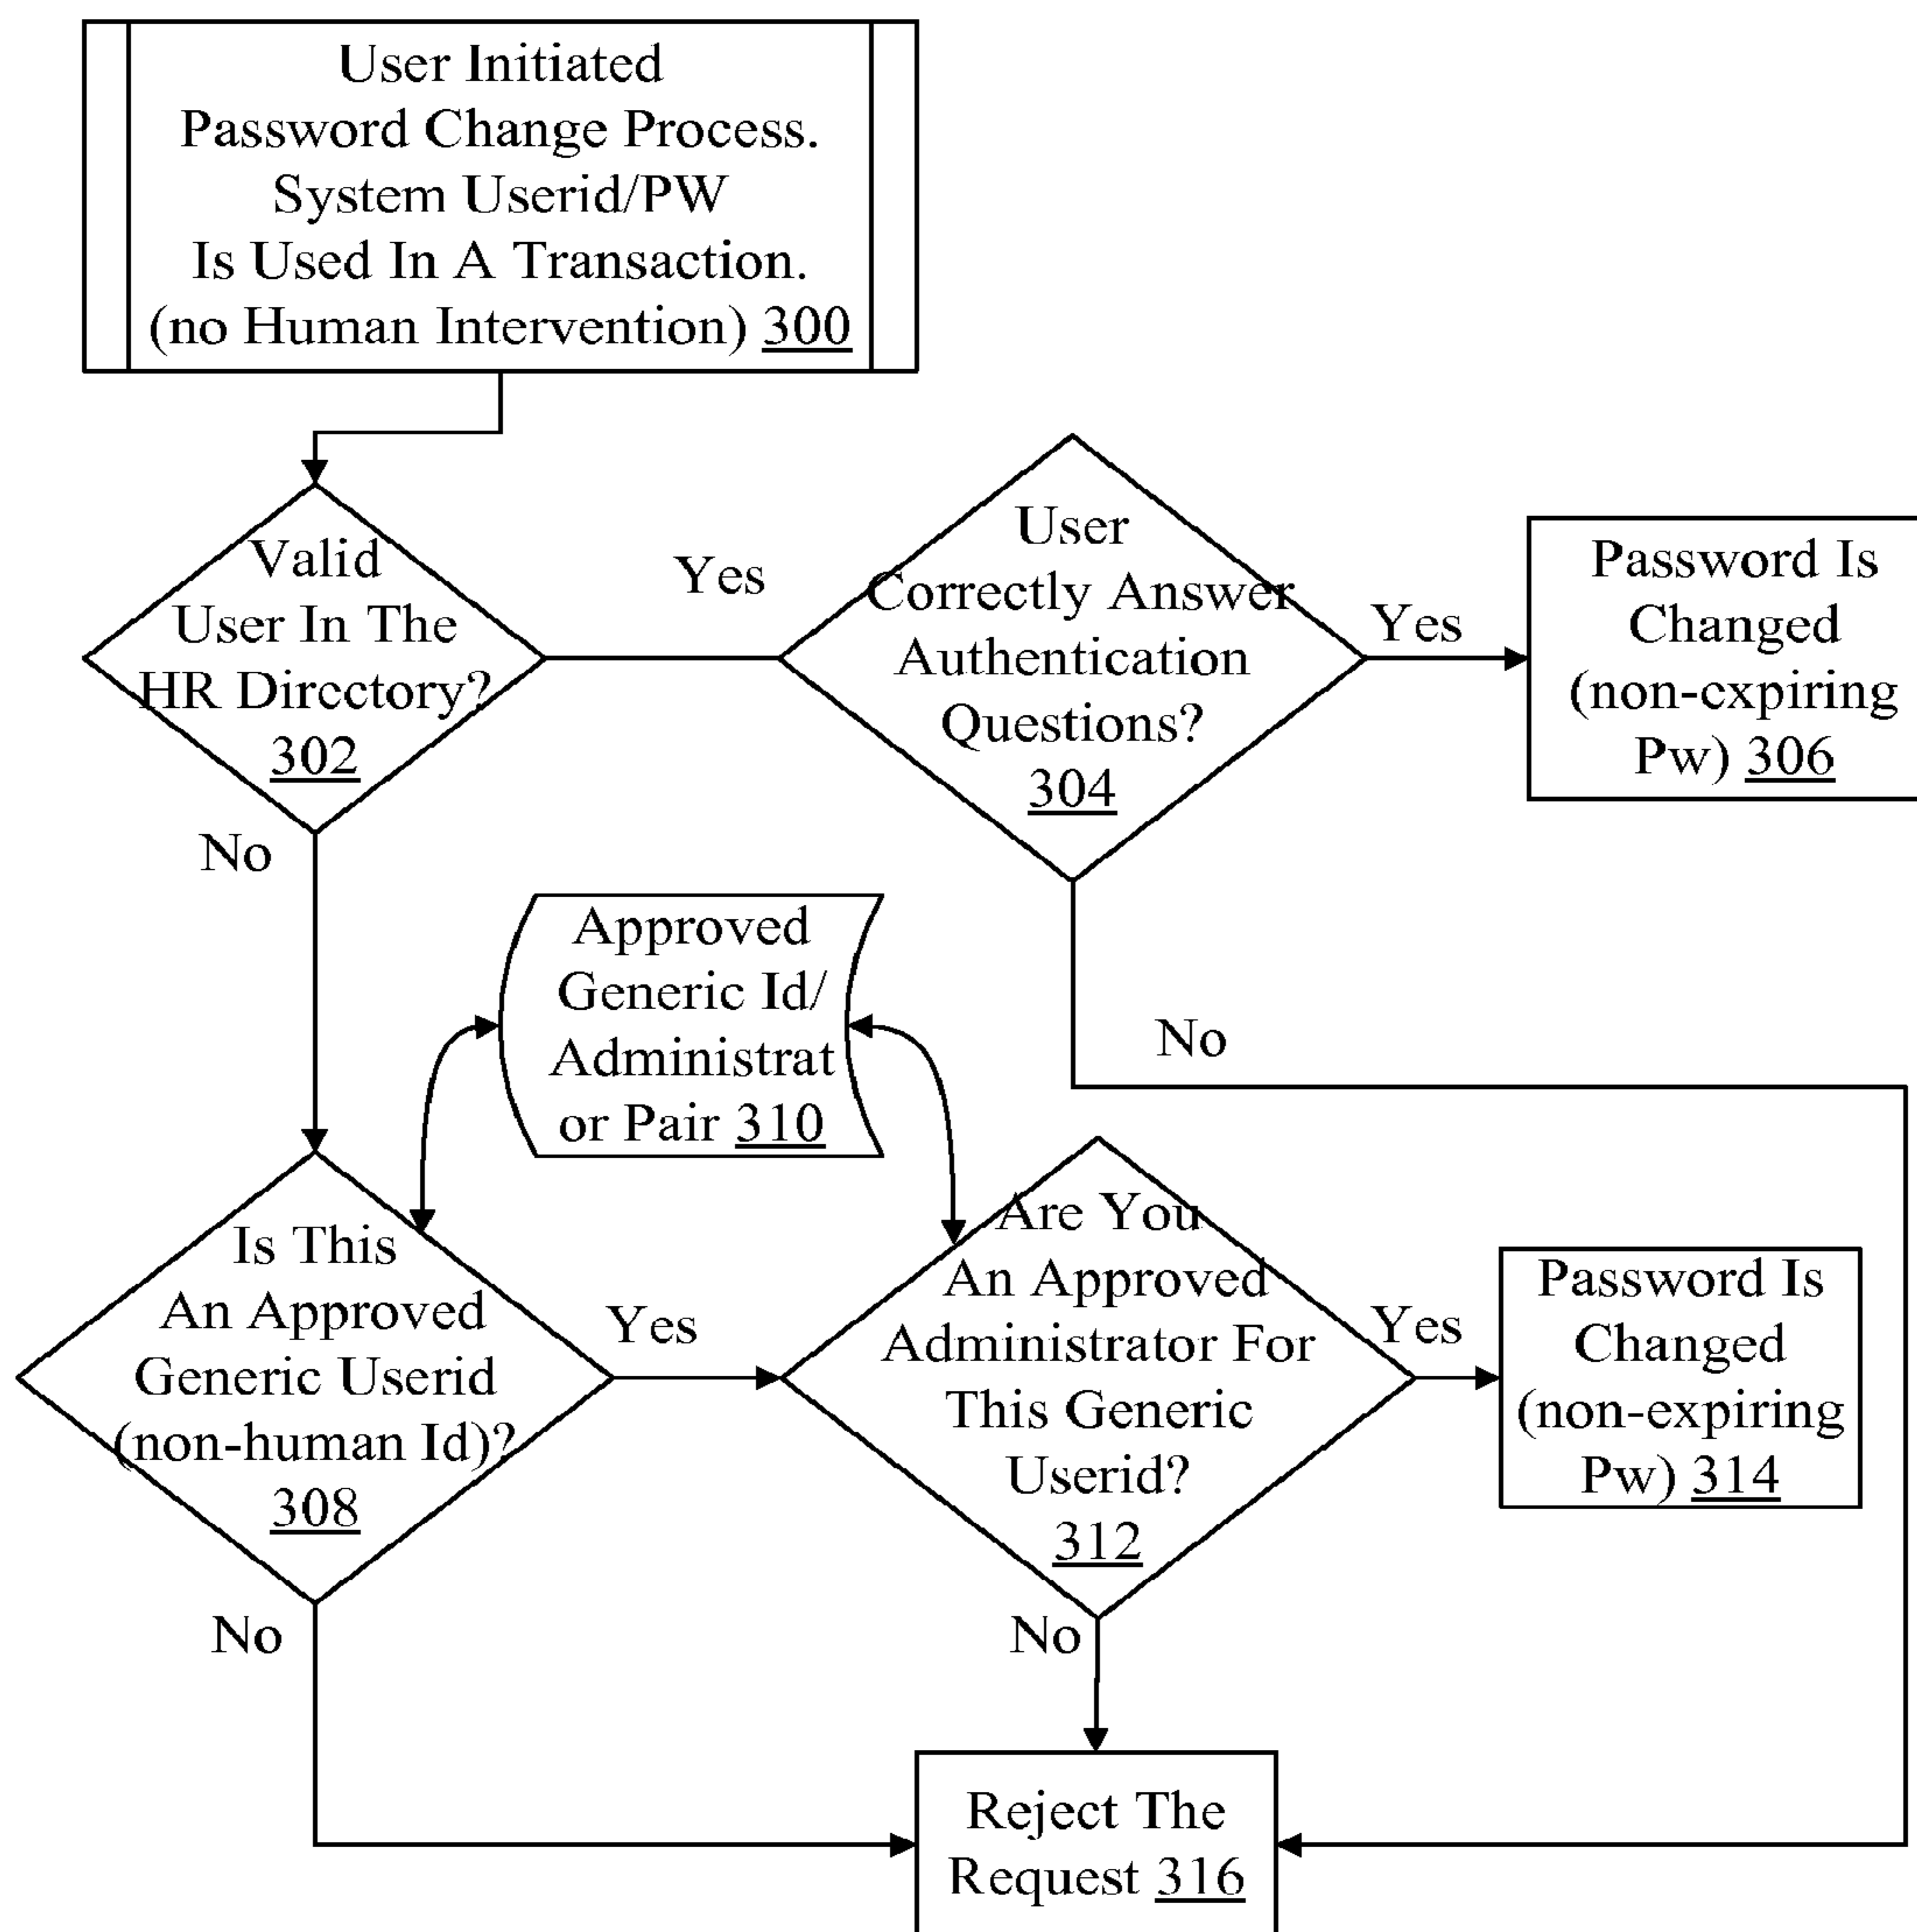 User Initiated
Password Change Process.
System Userid/PW
Is Used In A Transaction.
(no Human Intervention) 300
Valid
User In The
HR Dircctory?
302
Yes
No
User
Correctly Answer
Authentication
Questions?
304
Yes
No
Password Is
Changed
(non-cxpiring
Pw) 306
Approved
Generic Id/
Administrat
or Pair 310
Is This
An Approved
Generic Userid
(non-human Id)?
308
Yes
No
Are You
An Approved
Administrator For
This Generic
Userid?
312
Yes
No
Password Is
Changed
(non-expiring
Pw) 314
Reject The
Request 316